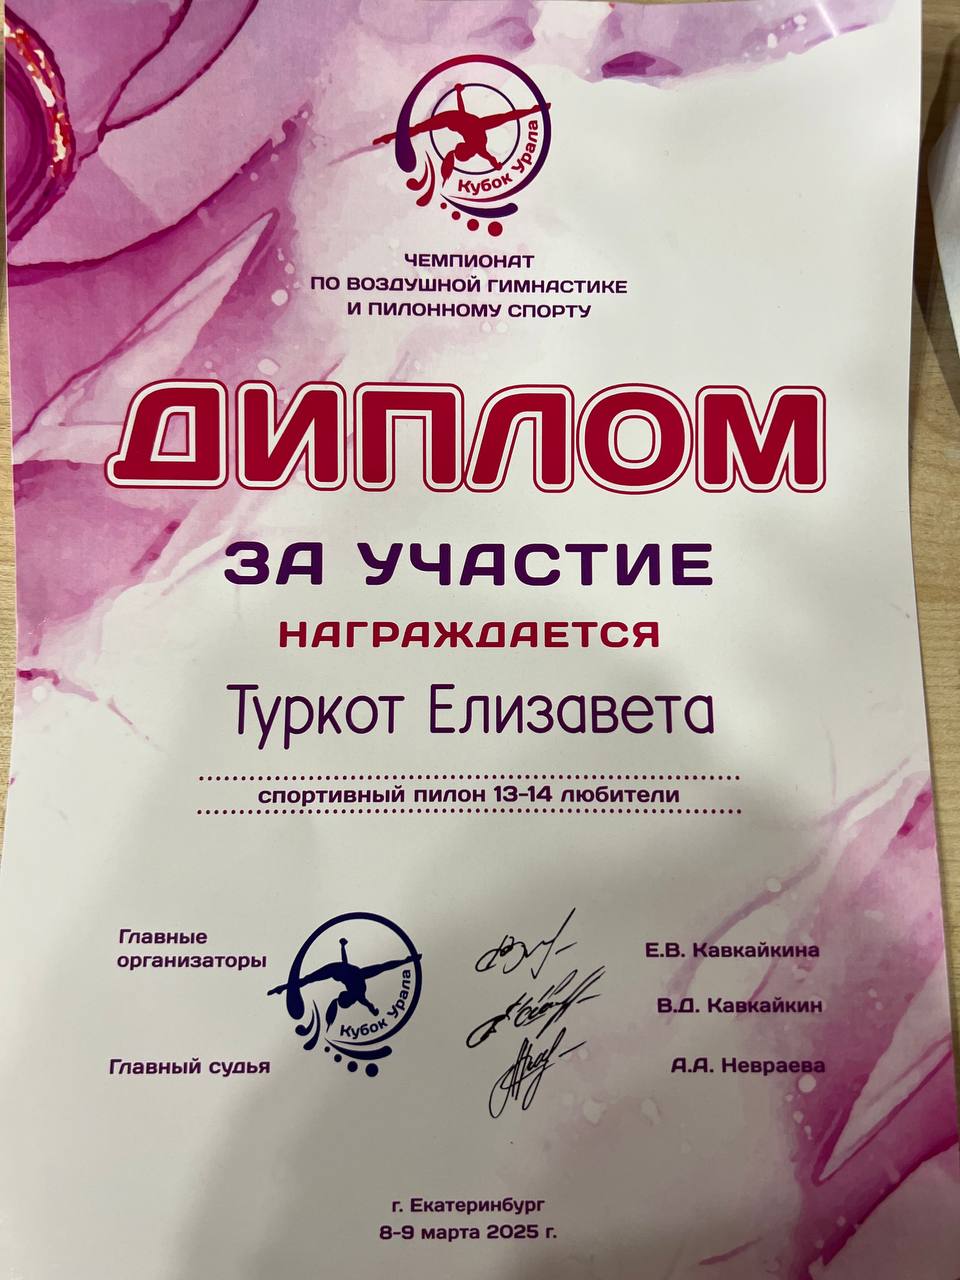 Кубок Урала
ЧЕМПИОНАТ
ПО ВОЗДУШНОЙ ГИМНАСТИКЕ
И ПИЛОННОМУ СПОРТУ
ДИПЛОМ
ЗА УЧАСТИЕ
НАГРАЖДАЕТСЯ
Туркот Елизавета
спортивный пилон 13-14 любители
Главные
организаторы
Кубок Урала
Е.В. Кавкайкина
В.Д. Кавкайкин
Главный судья
А.А. Невраева
г. Екатеринбург
8-9 марта 2025 г.